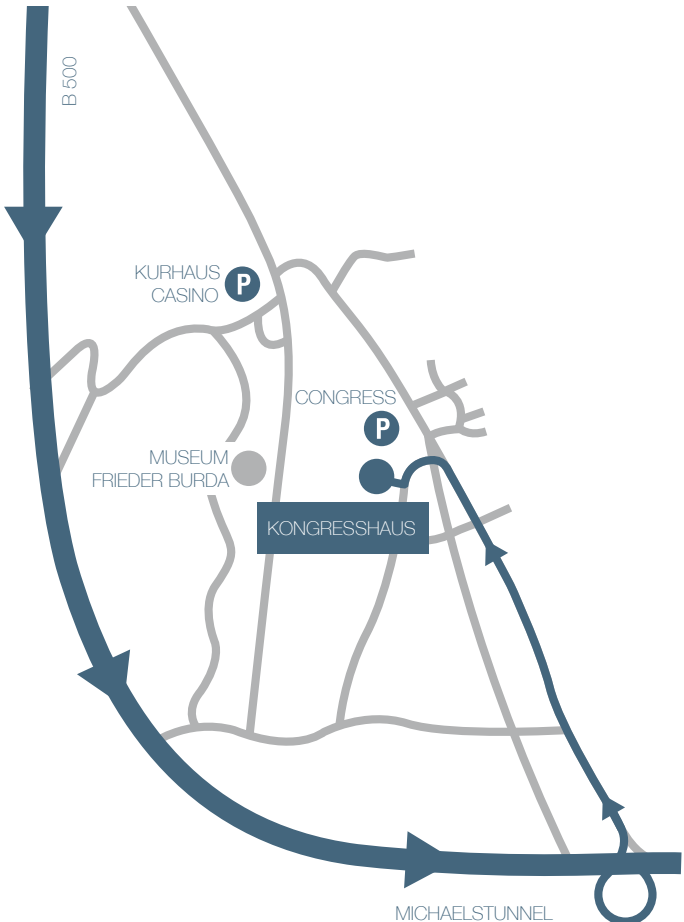 B 500
KURHAUS
CASINO
P
CONGRESS
P
MUSEUM
FRIEDER BURDA
KONGRESSHAUS
MICHAELSTUNNEL